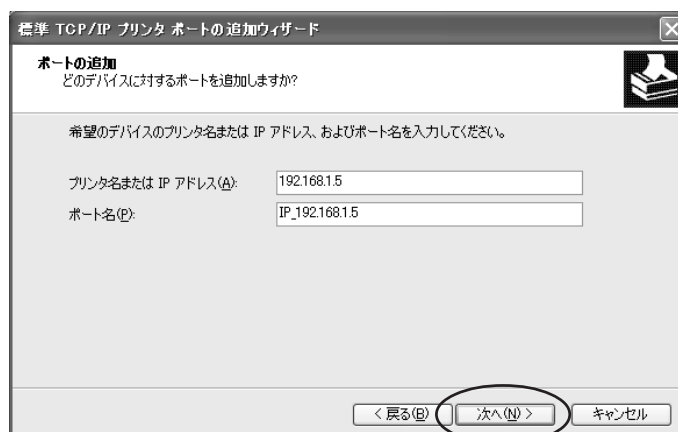 標準 TCP/IP プリンタ ポートの追加ウィザード
ポートの追加
どのデバイスに対するポートを追加しますか?
希望のデバイスのプリンタ名または IP アドレス、およびポート名を入力してください。
プリンタ名または IP アドレス(A):
192.168.1.5
ポート名(P):
IP_192.168.1.5
< 戻る(B)
次へ(N) >
キャンセル